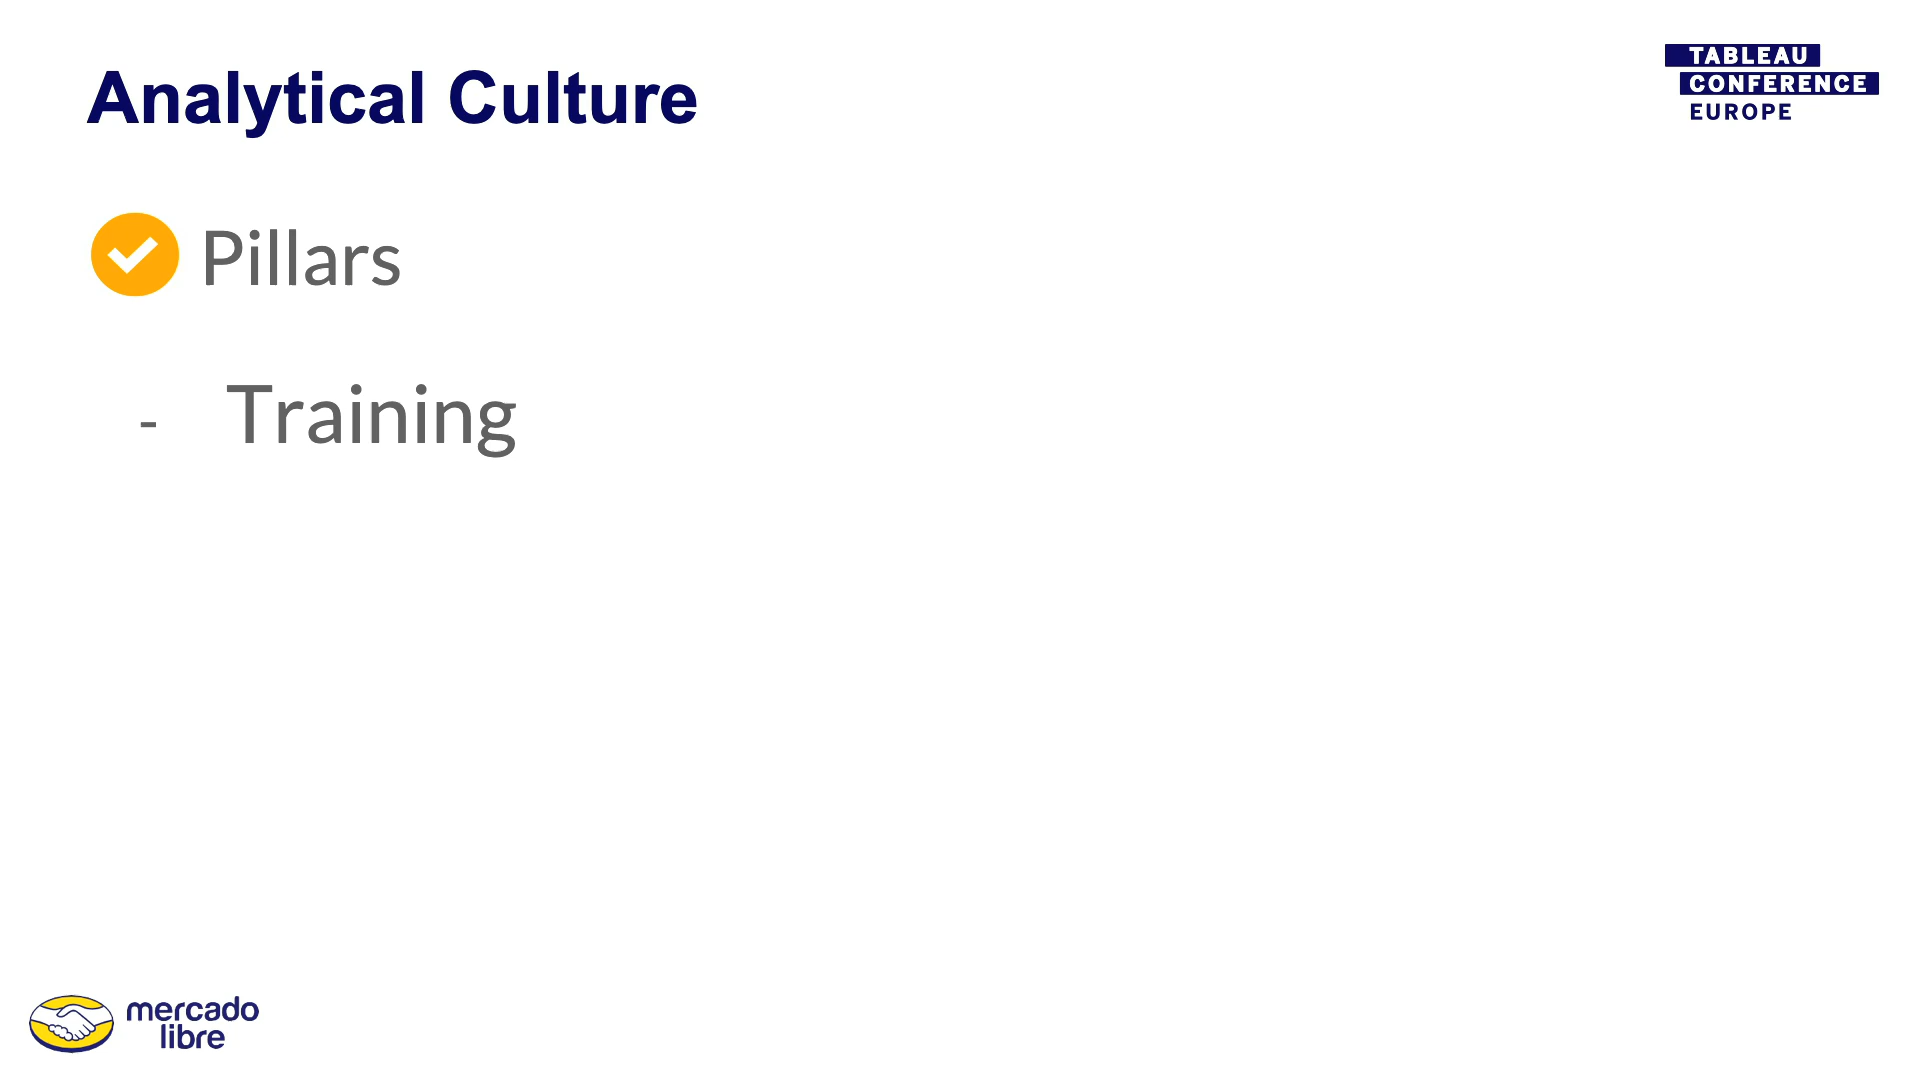 Analytical Culture
TABLEAU
CONFERENCE
EUROPE
Pillars
- Training
mercado
libre